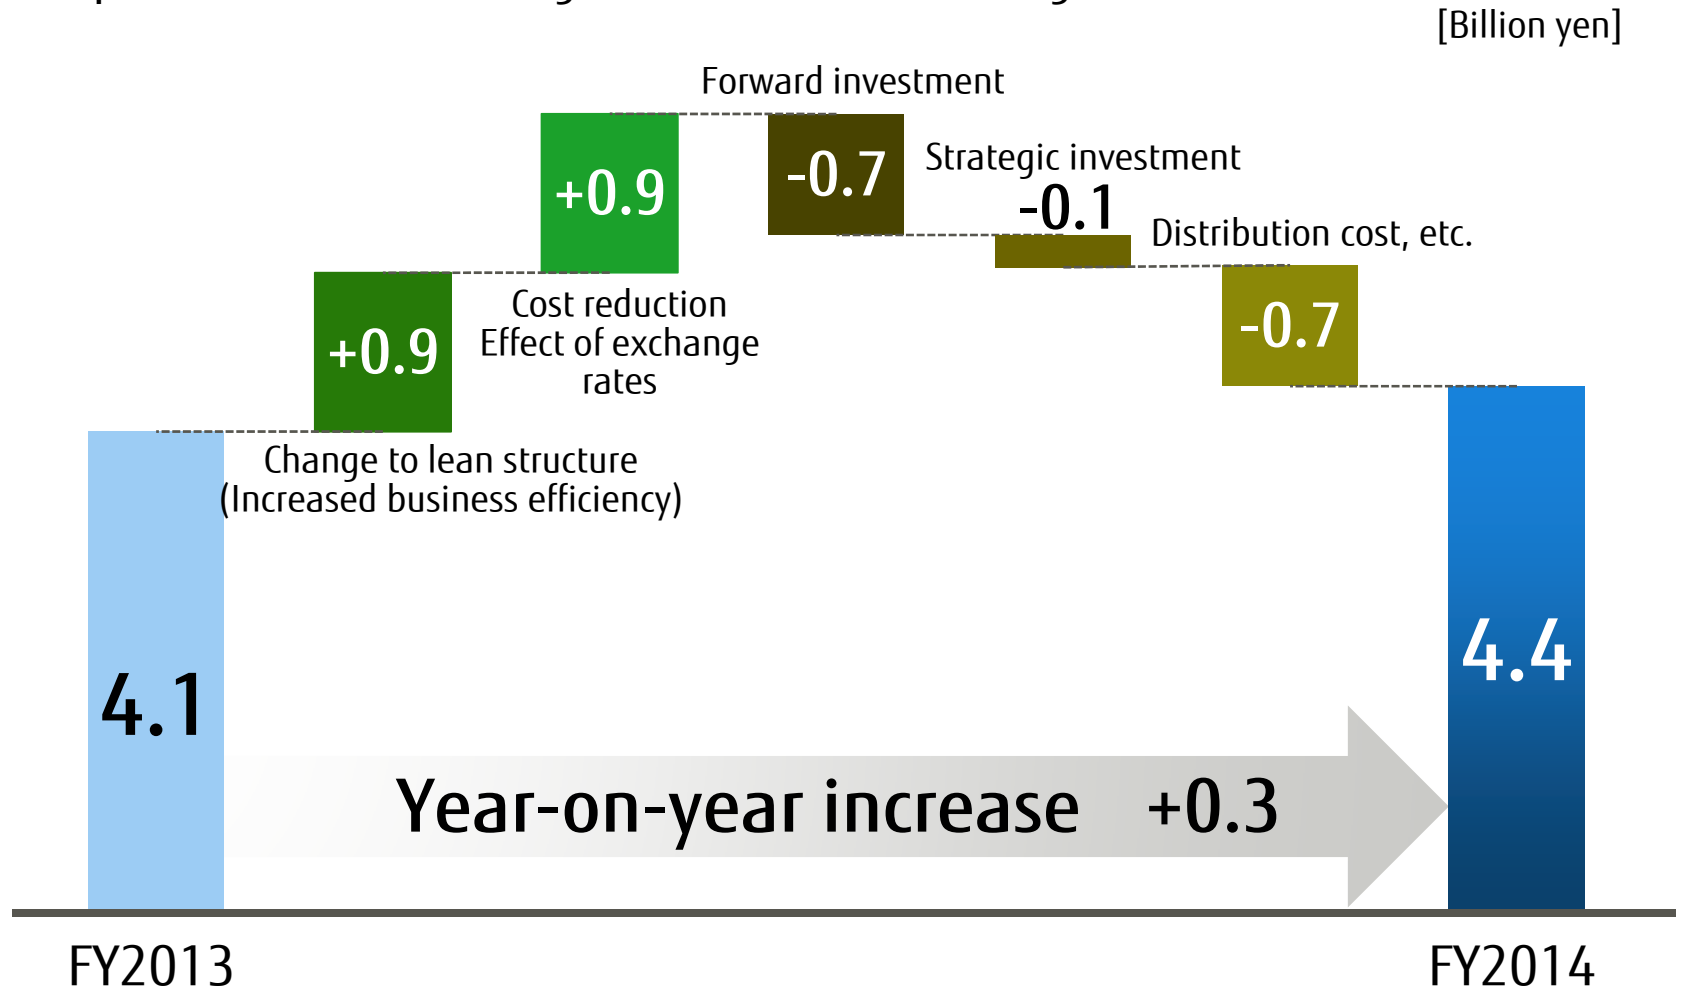 [Billion yen]
Forward investment
Strategic investment
-0.1
Distribution cost, etc.
+0.9
-0.7
+0.9
Cost reduction
Effect of exchange
rates
-0.7
Change to lean structure
(Increased business efficiency)
4.1
4.4
Year-on-year increase +0.3
FY2013
FY2014